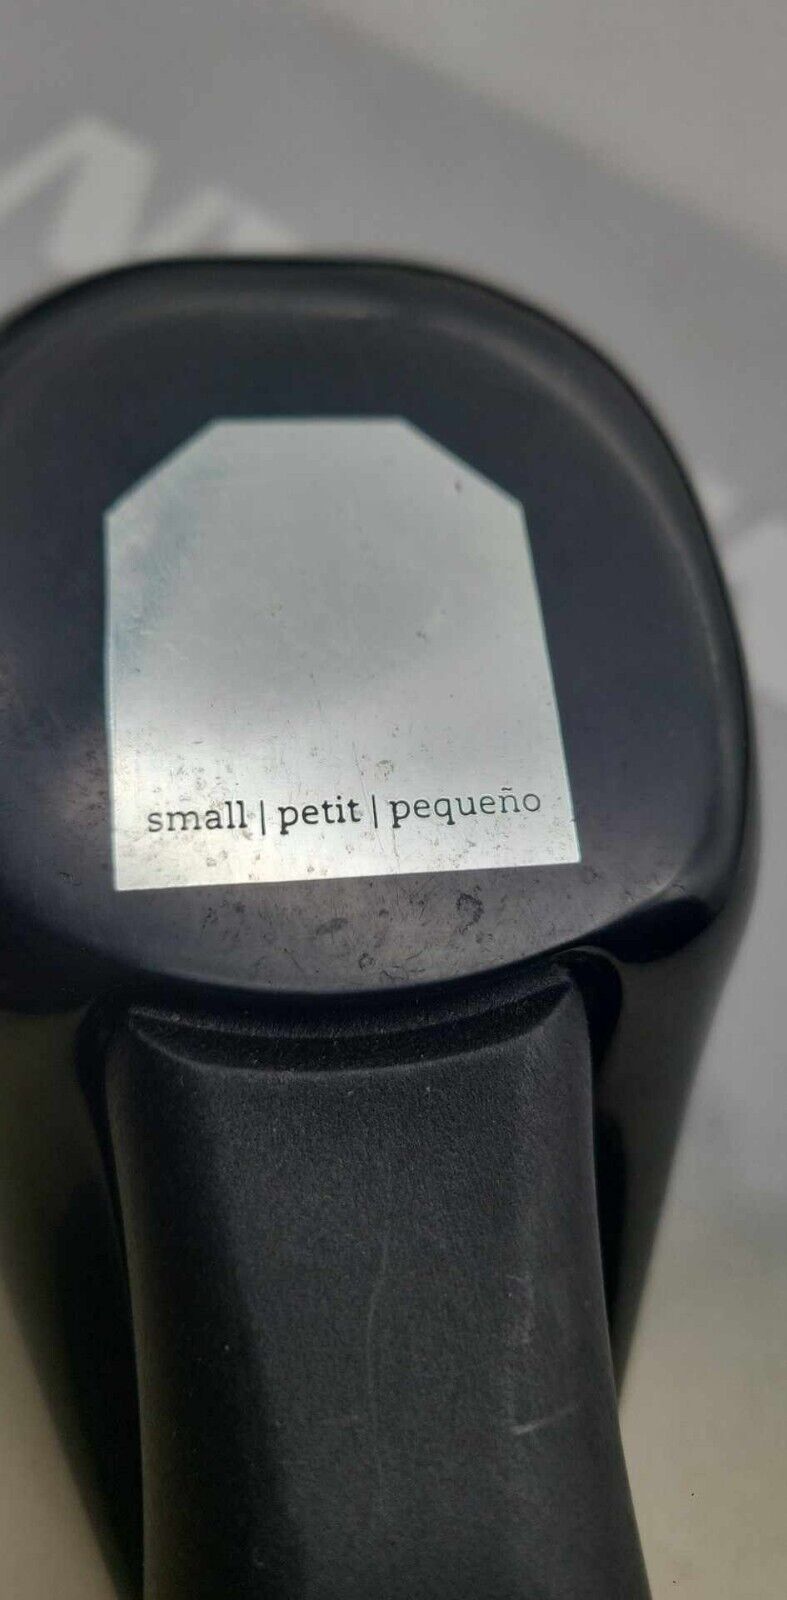 small | petit | pequeño